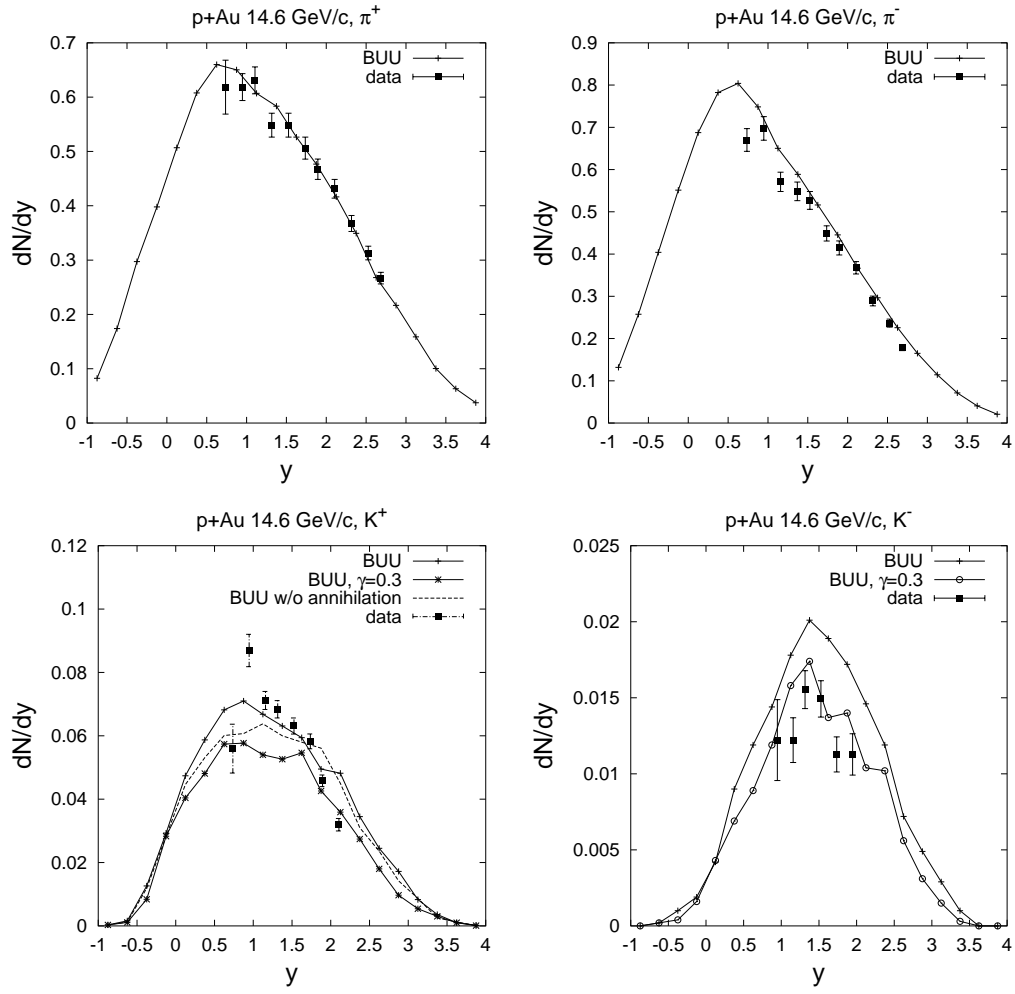 p+Au 14.6 GeV/c, π⁺
BUU
data
dN/dy
0.7
0.6
0.5
0.4
0.3
0.2
0.1
0
-1 -0.5 0 0.5 1 1.5 2 2.5 3 3.5 4
y
p+Au 14.6 GeV/c, π⁻
BUU
data
dN/dy
0.9
0.8
0.7
0.6
0.5
0.4
0.3
0.2
0.1
0
-1 -0.5 0 0.5 1 1.5 2 2.5 3 3.5 4
y
p+Au 14.6 GeV/c, K⁺
BUU
BUU, γ=0.3
BUU w/o annihilation
data
dN/dy
0.12
0.1
0.08
0.06
0.04
0.02
0
-1 -0.5 0 0.5 1 1.5 2 2.5 3 3.5 4
y
p+Au 14.6 GeV/c, K⁻
BUU
BUU, γ=0.3
data
dN/dy
0.025
0.02
0.015
0.01
0.005
0
-1 -0.5 0 0.5 1 1.5 2 2.5 3 3.5 4
y